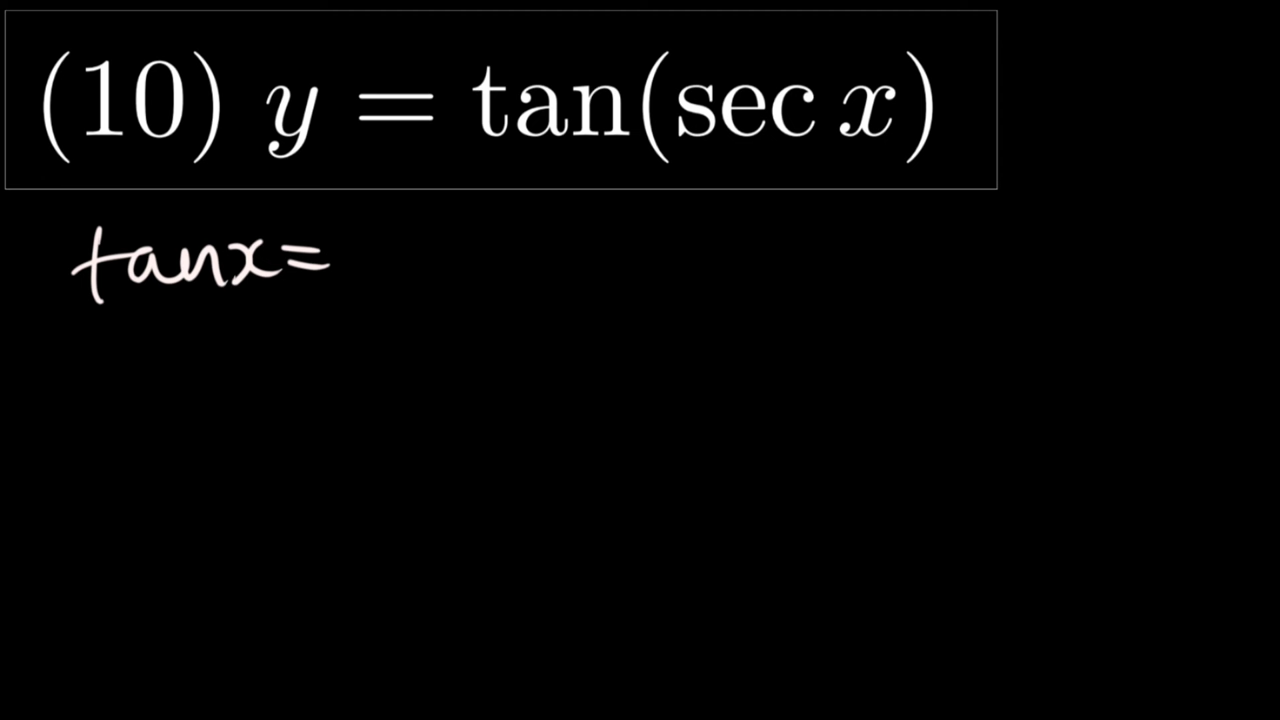 (10) y = tan(sec x)
tanx=